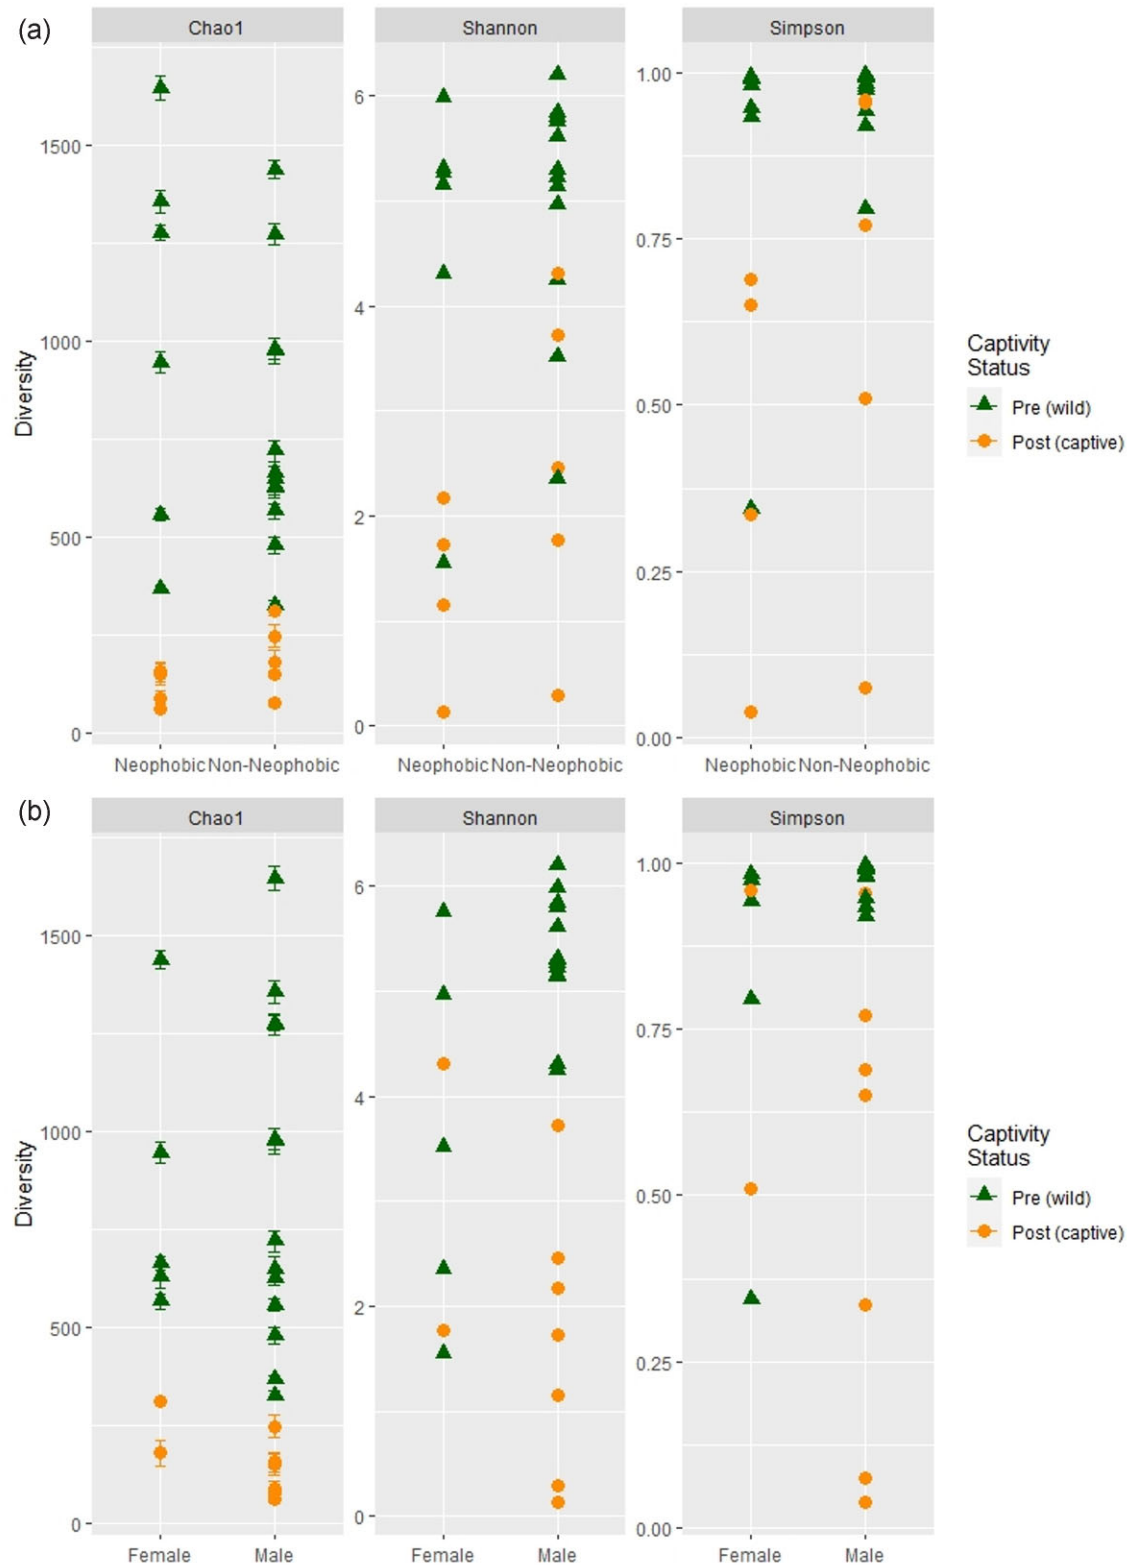 (a)
Chao1
Shannon
Simpson
Diversity
1500
1000
500
0
6
4
2
0
1.00
0.75
0.50
0.25
0.00
Neophobic Non-Neophobic
Neophobic Non-Neophobic
Neophobic Non-Neophobic
Captivity
Status
Pre (wild)
Post (captive)
(b)
Chao1
Shannon
Simpson
Diversity
1500
1000
500
0
6
4
2
0
1.00
0.75
0.50
0.25
0.00
Female Male
Female Male
Female Male
Captivity
Status
Pre (wild)
Post (captive)